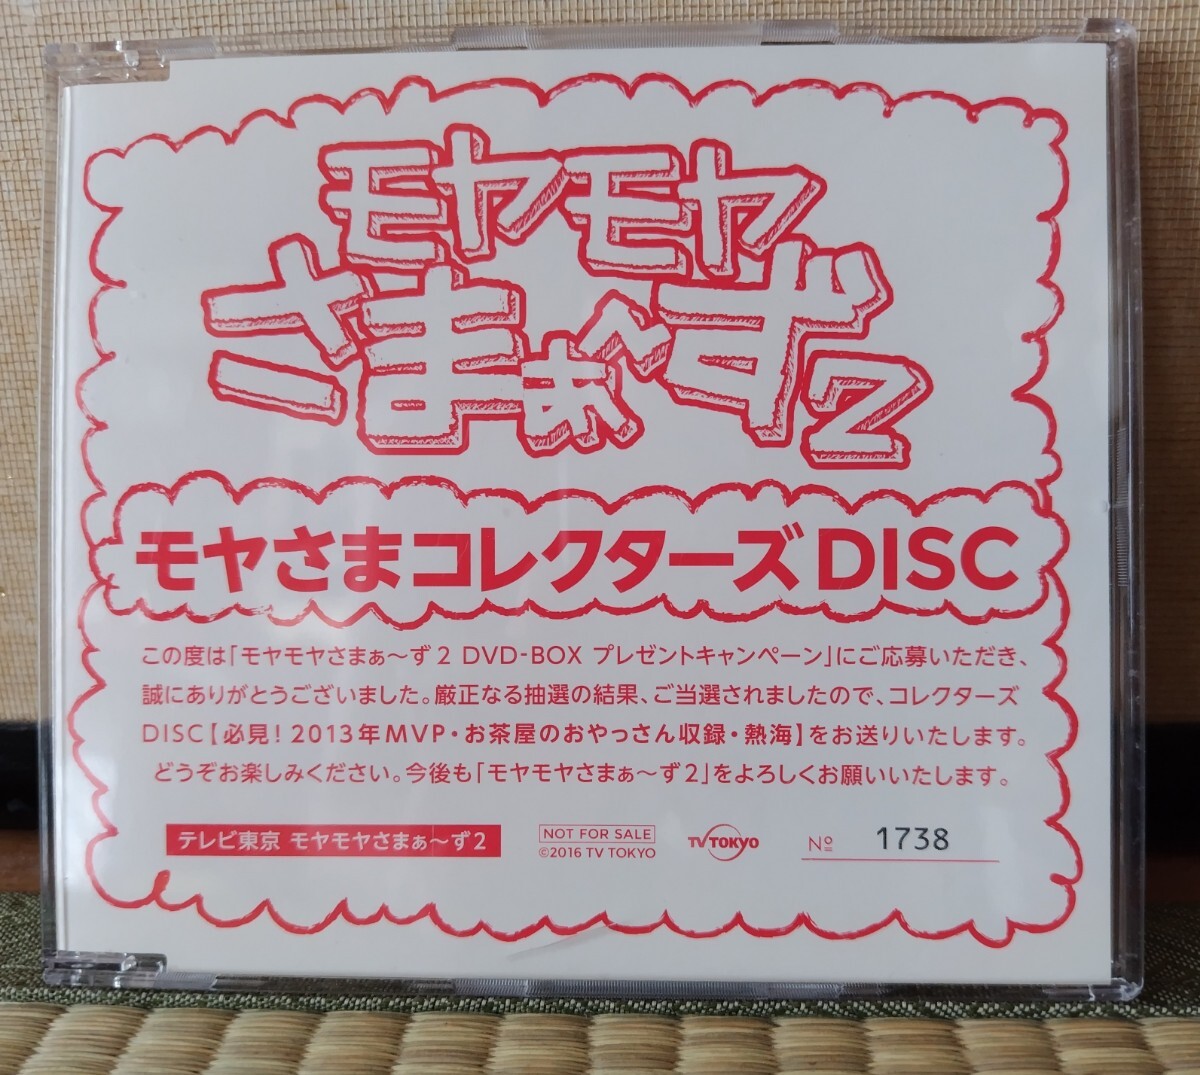 モヤモヤ
さまぁ~ず2
モヤさまコレクターズDISC
この度は「モヤモヤさまぁ~ず2 DVD-BOX プレゼントキャンペーン」にご応募いただき、
誠にありがとうございました。厳正なる抽選の結果、ご当選されましたので、コレクターズ
DISC【必見! 2013年MVP・お茶屋のおやっさん収録・熱海】をお送りいたします。
どうぞお楽しみください。今後も「モヤモヤさまぁ~ず2」をよろしくお願いいたします。
テレビ東京 モヤモヤさまぁ~ず2
NOT FOR SALE
©2016 TV TOKYO
TV TOKYO
№ 1738